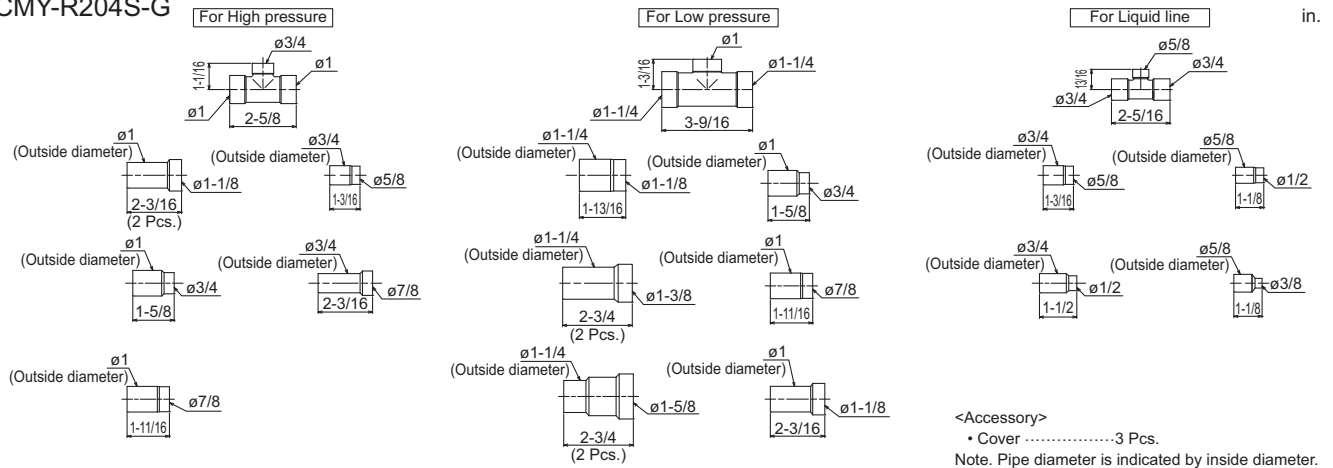 CMY-R204S-G
For High pressure
ø3/4
1-1/16
ø1
ø1
2-5/8
ø1
(Outside diameter)
ø1-1/8
2-3/16
(2 Pcs.)
ø3/4
(Outside diameter)
ø5/8
1-3/16
ø1
(Outside diameter)
ø3/4
1-5/8
ø3/4
(Outside diameter)
ø7/8
2-3/16
ø1
(Outside diameter)
ø7/8
1-11/16
For Low pressure
ø1
1-3/16
ø1-1/4
ø1-1/4
3-9/16
ø1-1/4
(Outside diameter)
ø1-1/8
1-13/16
ø1
(Outside diameter)
ø3/4
1-5/8
ø1-1/4
(Outside diameter)
ø1-3/8
2-3/4
(2 Pcs.)
ø1
(Outside diameter)
ø7/8
1-11/16
ø1-1/4
(Outside diameter)
ø1-5/8
2-3/4
(2 Pcs.)
ø1
(Outside diameter)
ø1-1/8
2-3/16
For Liquid line
in.
ø5/8
13/16
ø3/4
ø3/4
2-5/16
ø3/4
(Outside diameter)
ø5/8
1-3/16
ø5/8
(Outside diameter)
ø1/2
1-1/8
ø3/4
(Outside diameter)
ø1/2
1-1/2
ø5/8
(Outside diameter)
ø3/8
1-1/8
<Accessory>
• Cover ················3 Pcs.
Note. Pipe diameter is indicated by inside diameter.